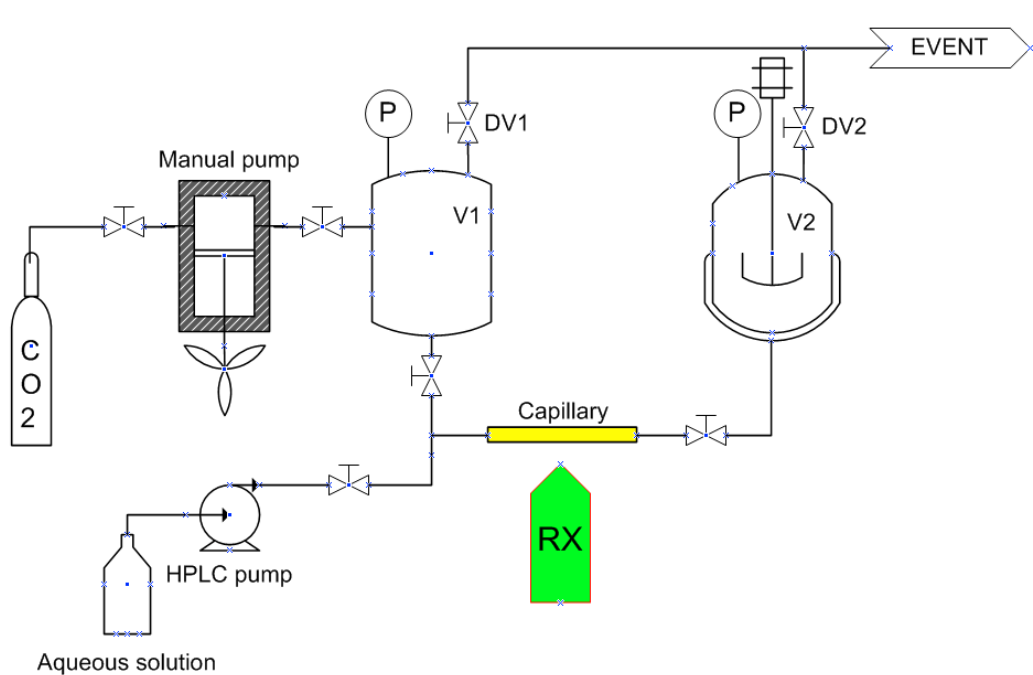 EVENT
P
DV1
P
DV2
Manual pump
V1
V2
C
O
2
Capillary
RX
HPLC pump
Aqueous solution